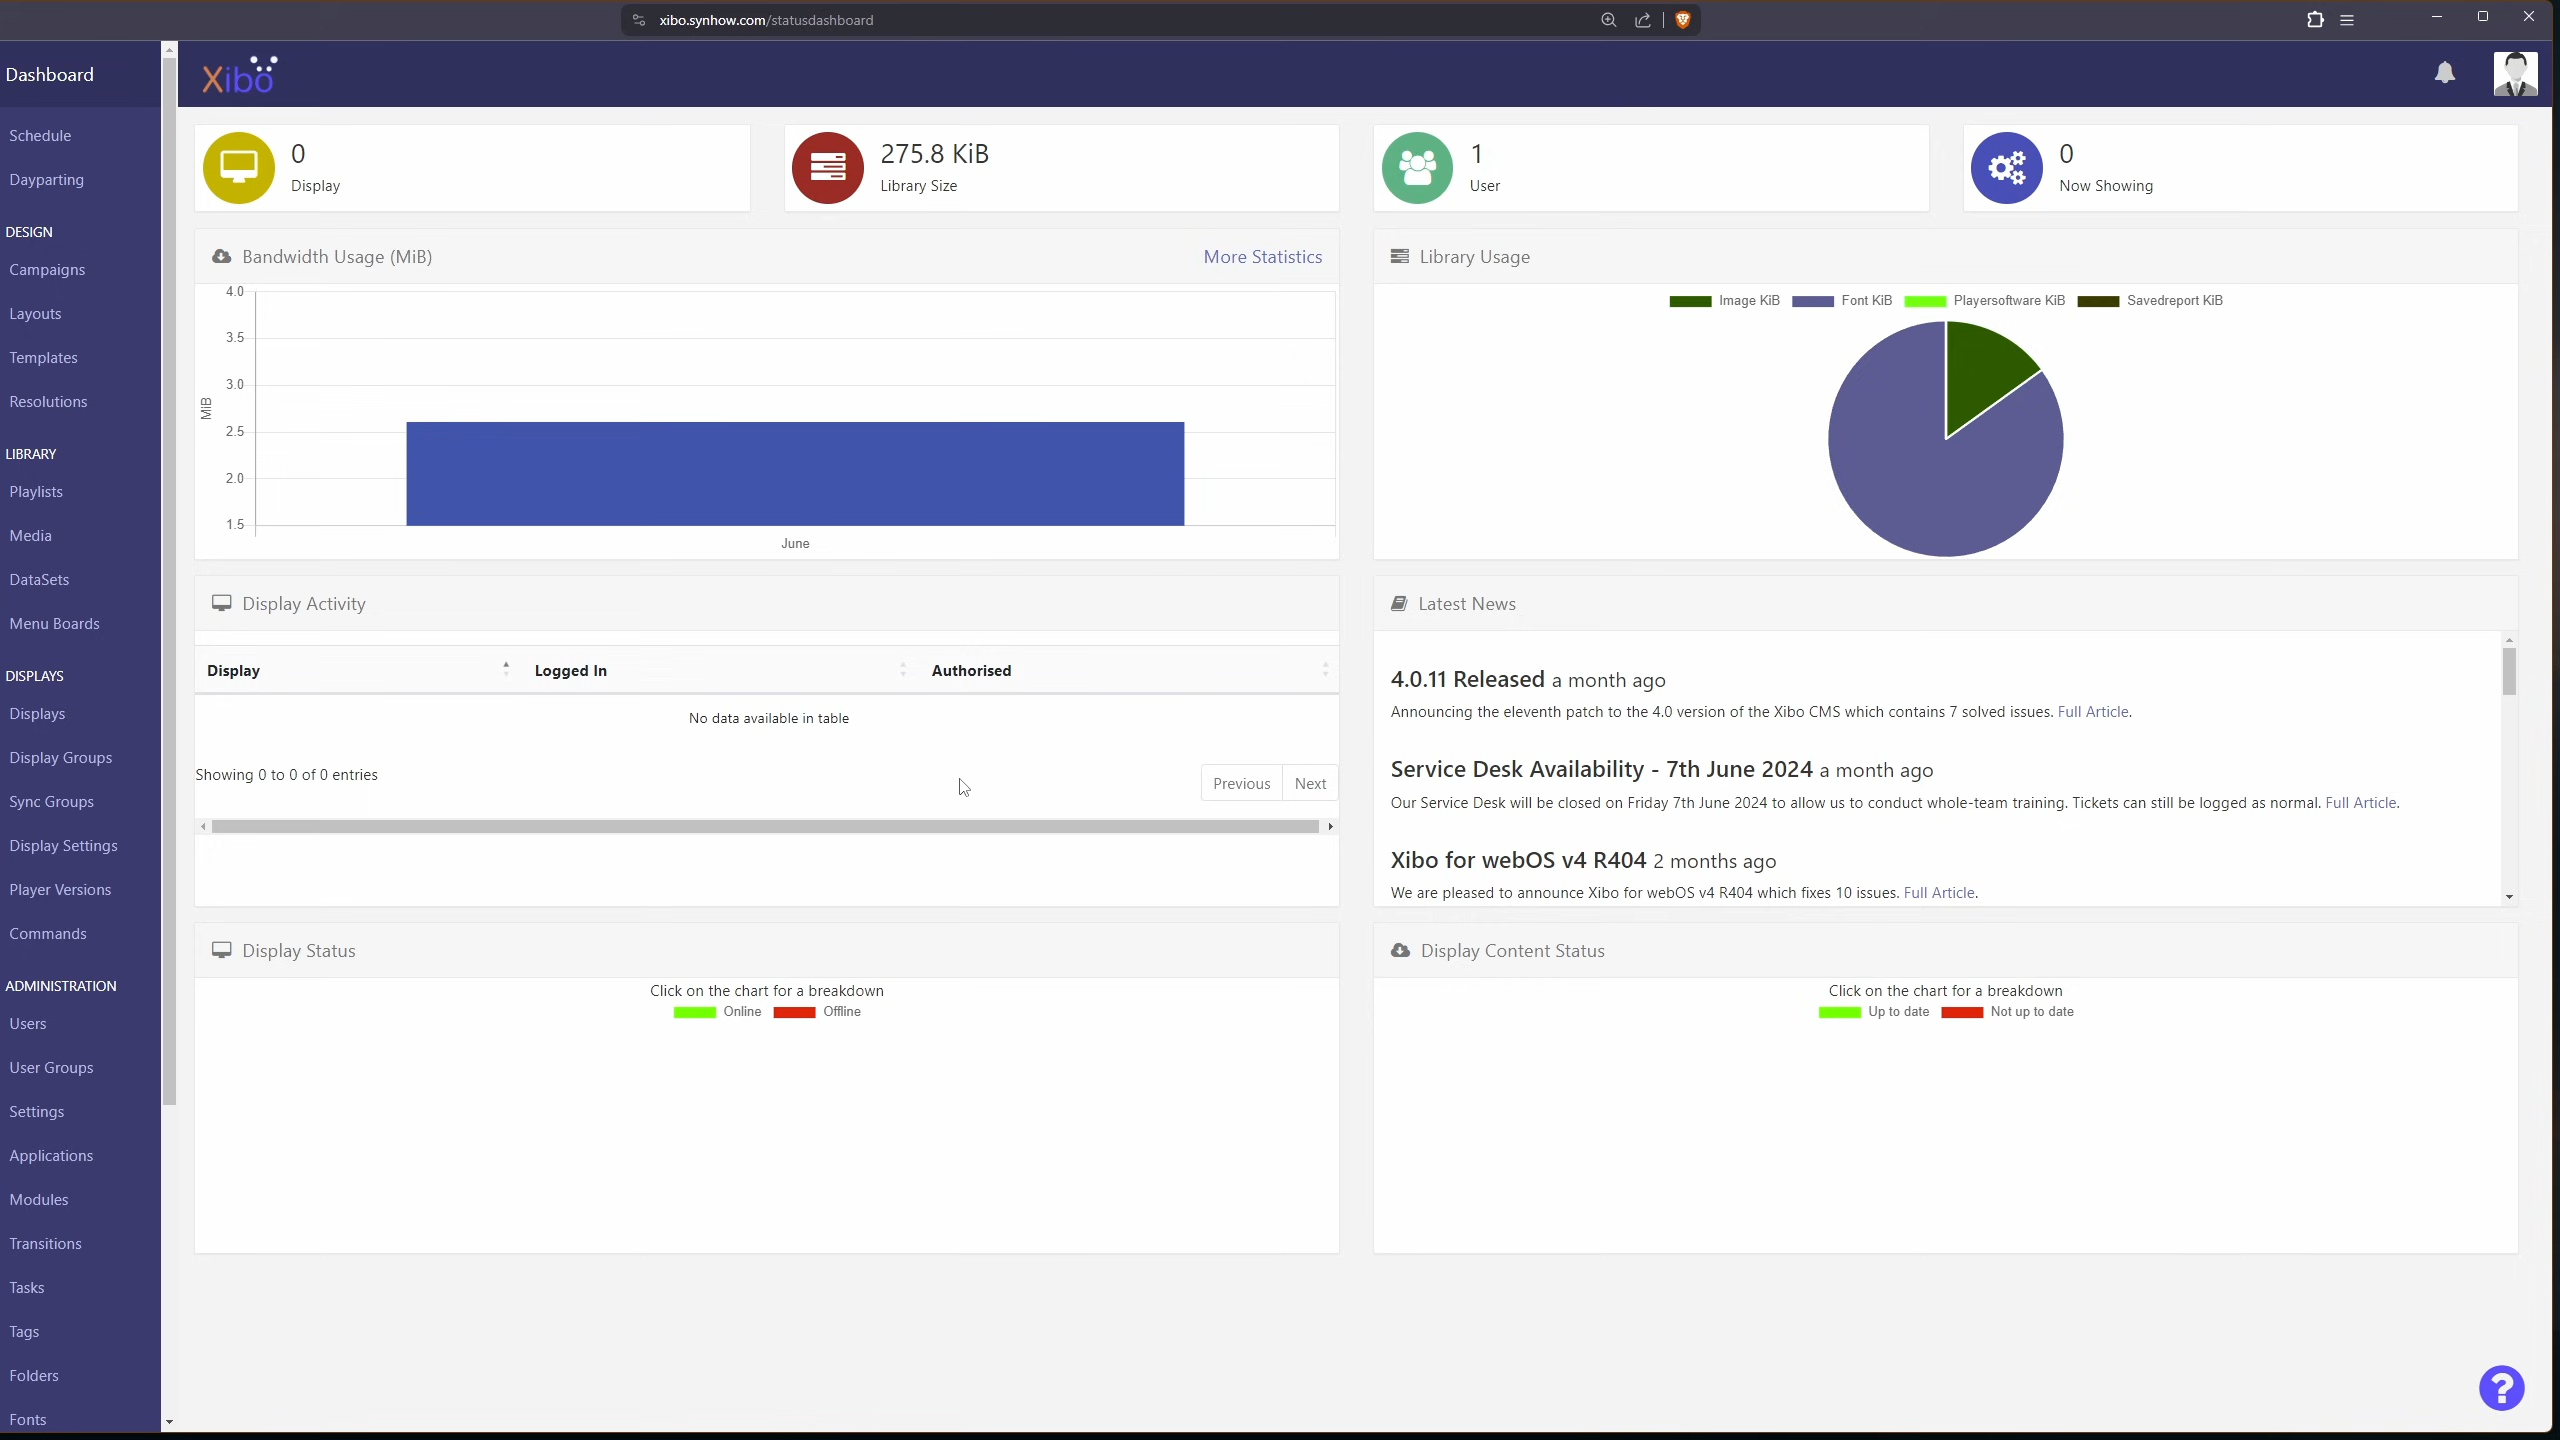 xibo.synhow.com/statusdashboard
Dashboard
Xibo
Schedule
Dayparting
DESIGN
Campaigns
Layouts
Templates
Resolutions
LIBRARY
Playlists
Media
DataSets
Menu Boards
DISPLAYS
Displays
Display Groups
Sync Groups
Display Settings
Player Versions
Commands
ADMINISTRATION
Users
User Groups
Settings
Applications
Modules
Transitions
Tasks
Tags
Folders
Fonts
0
Display
275.8 KiB
Library Size
1
User
0
Now Showing
Bandwidth Usage (MiB)
More Statistics
4.0
3.5
3.0
2.5
2.0
1.5
MiB
June
Library Usage
Image KiB Font KiB Playersoftware KiB Savedreport KiB
Display Activity
Display Logged In Authorised
No data available in table
Showing 0 to 0 of 0 entries
Previous Next
Latest News
4.0.11 Released a month ago
Announcing the eleventh patch to the 4.0 version of the Xibo CMS which contains 7 solved issues. Full Article.
Service Desk Availability - 7th June 2024 a month ago
Our Service Desk will be closed on Friday 7th June 2024 to allow us to conduct whole-team training. Tickets can still be logged as normal. Full Article.
Xibo for webOS v4 R404 2 months ago
We are pleased to announce Xibo for webOS v4 R404 which fixes 10 issues. Full Article.
Display Status
Click on the chart for a breakdown
Online Offline
Display Content Status
Click on the chart for a breakdown
Up to date Not up to date
?